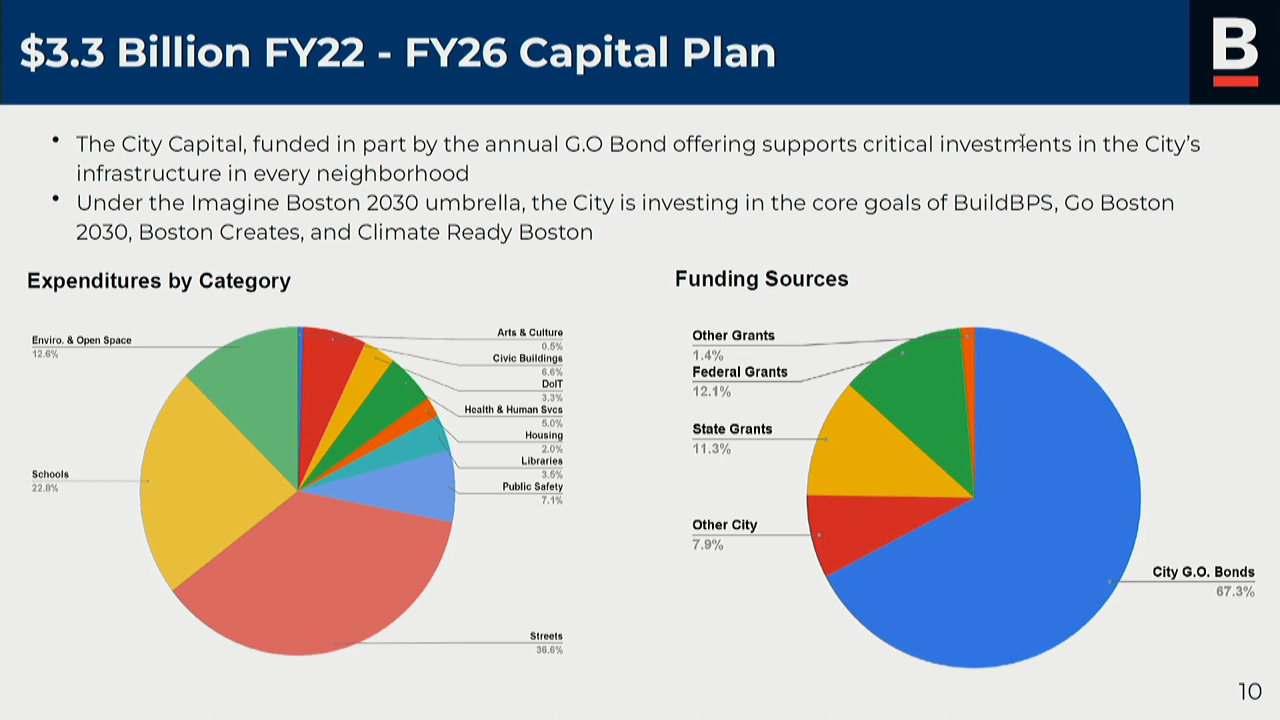 $3.3 Billion FY22 - FY26 Capital Plan
B
• The City Capital, funded in part by the annual G.O Bond offering supports critical investments in the City's
infrastructure in every neighborhood
• Under the Imagine Boston 2030 umbrella, the City is investing in the core goals of BuildBPS, Go Boston
2030, Boston Creates, and Climate Ready Boston
Expenditures by Category
Enviro. & Open Space
12.6%
Schools
22.8%
Arts & Culture
0.5%
Civic Buildings
6.6%
DoIT
3.3%
Health & Human Svcs
5.0%
Housing
2.0%
Libraries
3.5%
Public Safety
7.1%
Streets
36.6%
Funding Sources
Other Grants
1.4%
Federal Grants
12.1%
State Grants
11.3%
Other City
7.9%
City G.O. Bonds
67.3%
10